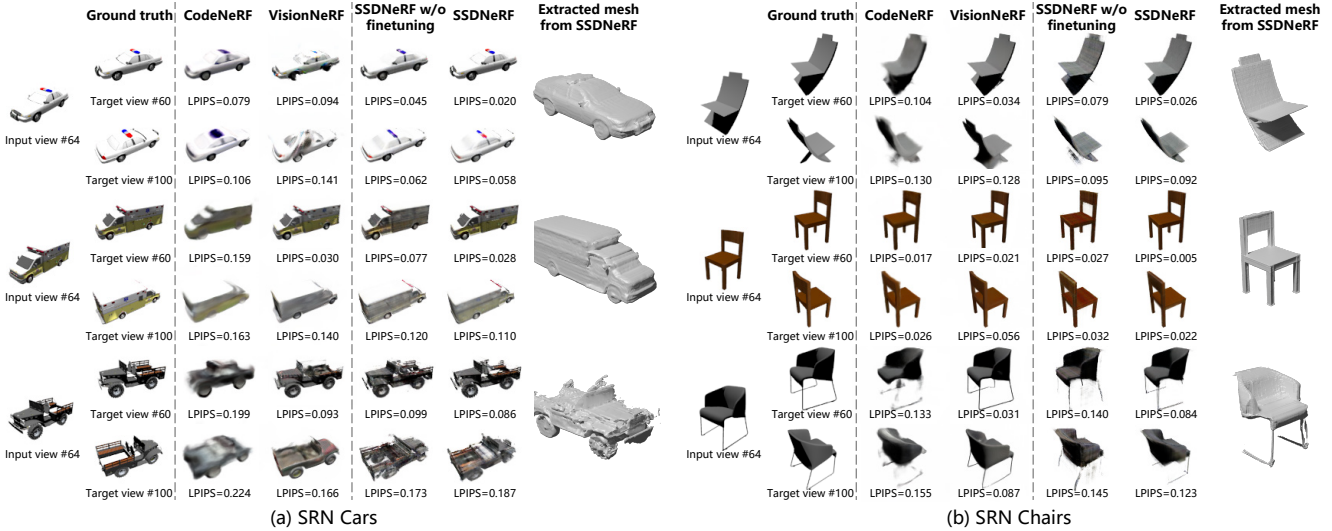 Ground truth CodeNeRF VisionNeRF SSDNeRF w/o finetuning SSDNeRF Extracted mesh from SSDNeRF
Target view #60 LPIPS=0.079 LPIPS=0.094 LPIPS=0.045 LPIPS=0.020
Input view #64
Target view #100 LPIPS=0.106 LPIPS=0.141 LPIPS=0.062 LPIPS=0.058
Target view #60 LPIPS=0.159 LPIPS=0.030 LPIPS=0.077 LPIPS=0.028
Input view #64
Target view #100 LPIPS=0.163 LPIPS=0.140 LPIPS=0.120 LPIPS=0.110
Target view #60 LPIPS=0.199 LPIPS=0.093 LPIPS=0.099 LPIPS=0.086
Input view #64
Target view #100 LPIPS=0.224 LPIPS=0.166 LPIPS=0.173 LPIPS=0.187
(a) SRN Cars
Ground truth CodeNeRF VisionNeRF SSDNeRF w/o finetuning SSDNeRF Extracted mesh from SSDNeRF
Target view #60 LPIPS=0.104 LPIPS=0.034 LPIPS=0.079 LPIPS=0.026
Input view #64
Target view #100 LPIPS=0.130 LPIPS=0.128 LPIPS=0.095 LPIPS=0.092
Target view #60 LPIPS=0.017 LPIPS=0.021 LPIPS=0.027 LPIPS=0.005
Input view #64
Target view #100 LPIPS=0.026 LPIPS=0.056 LPIPS=0.032 LPIPS=0.022
Target view #60 LPIPS=0.133 LPIPS=0.031 LPIPS=0.140 LPIPS=0.084
Input view #64
Target view #100 LPIPS=0.155 LPIPS=0.087 LPIPS=0.145 LPIPS=0.123
(b) SRN Chairs